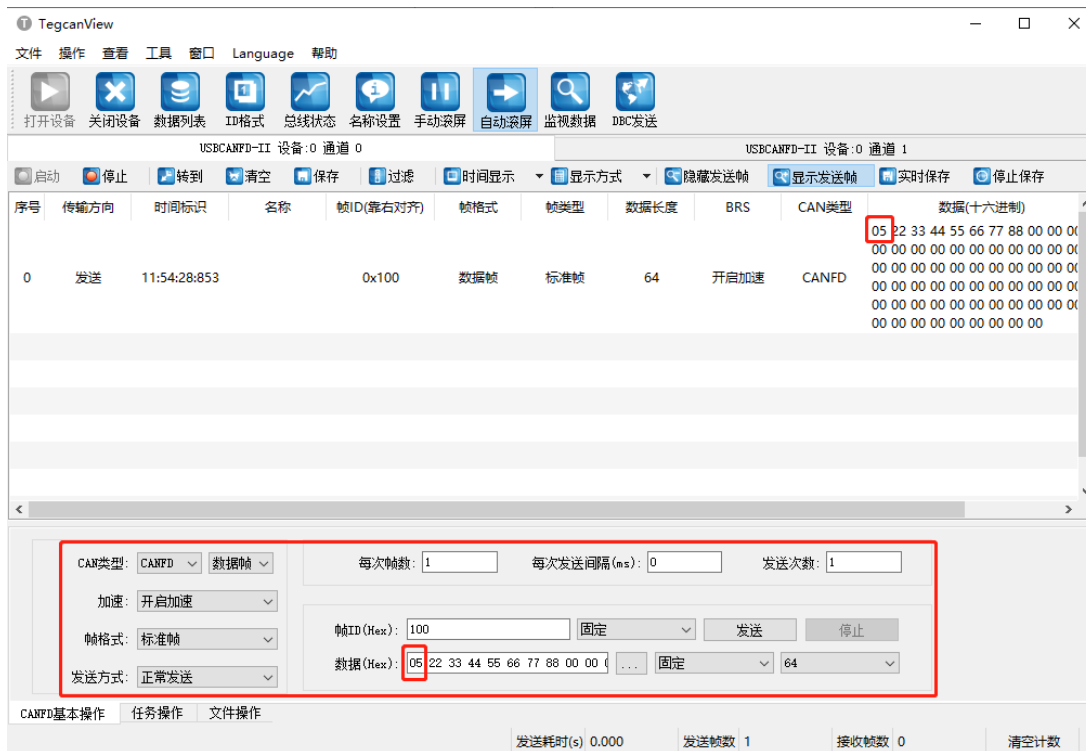 TegcanView
文件 操作 查看 工具 窗口 Language 帮助
打开设备 关闭设备 数据列表 ID格式 总线状态 名称设置 手动滚屏 自动滚屏 监视数据 DBC发送
USBCANFD-II 设备:0 通道 0 USBCANFD-II 设备:0 通道 1
启动 停止 转到 清空 保存 过滤 时间显示 显示方式 隐藏发送帧 显示发送帧 实时保存 停止保存
序号 传输方向 时间标识 名称 帧ID(靠右对齐) 帧格式 帧类型 数据长度 BRS CAN类型 数据(十六进制)
05 22 33 44 55 66 77 88 00 00 00
00 00 00 00 00 00 00 00 00 00 00
00 00 00 00 00 00 00 00 00 00 00
0 发送 11:54:28:853 0x100 数据帧 标准帧 64 开启加速 CANFD
00 00 00 00 00 00 00 00 00 00 00
00 00 00 00 00 00 00 00 00 00 00
00 00 00 00 00 00 00 00 00
CAN类型: CANFD 数据帧 每次帧数: 1 每次发送间隔(ms): 0 发送次数: 1
加速: 开启加速
帧ID(Hex): 100 固定 发送 停止
帧格式: 标准帧
数据(Hex): 05 22 33 44 55 66 77 88 00 00 ... 固定 64
发送方式: 正常发送
CANFD基本操作 任务操作 文件操作
发送耗时(s) 0.000 发送帧数 1 接收帧数 0 清空计数